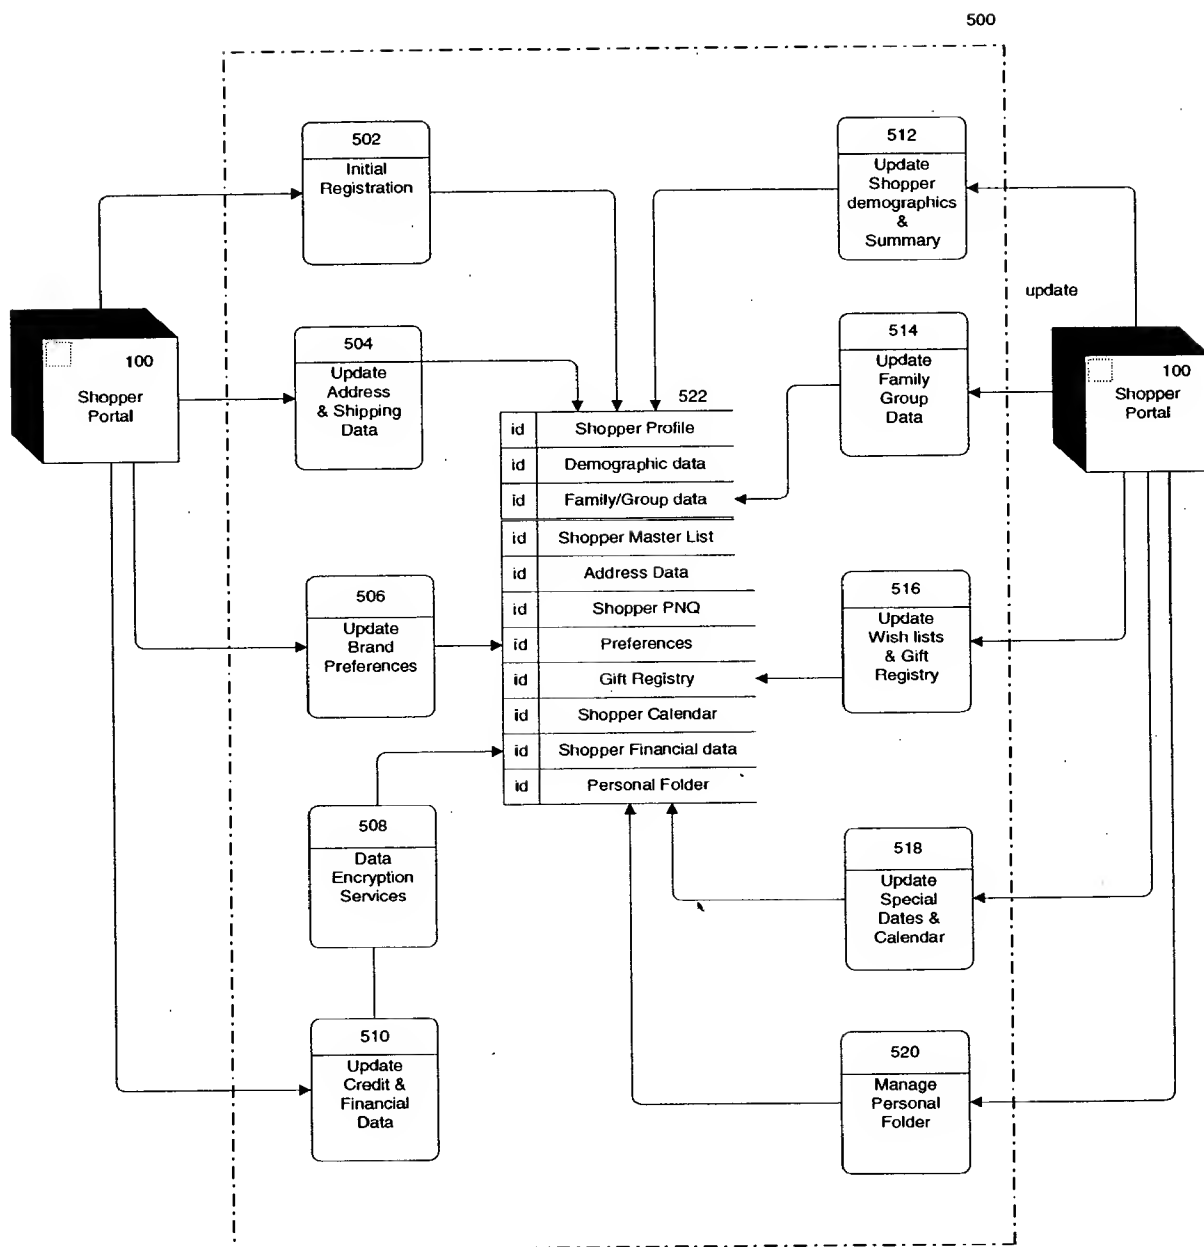 500
502
Initial
Registration
512
Update
Shopper
demographics
&
Summary
update
100
Shopper
Portal
504
Update
Address
& Shipping
Data
514
Update
Family
Group
Data
100
Shopper
Portal
522
id Shopper Profile
id Demographic data
id Family/Group data
id Shopper Master List
id Address Data
id Shopper PNQ
id Preferences
id Gift Registry
id Shopper Calendar
id Shopper Financial data
id Personal Folder
506
Update
Brand
Preferences
516
Update
Wish lists
& Gift
Registry
508
Data
Encryption
Services
518
Update
Special
Dates &
Calendar
510
Update
Credit &
Financial
Data
520
Manage
Personal
Folder